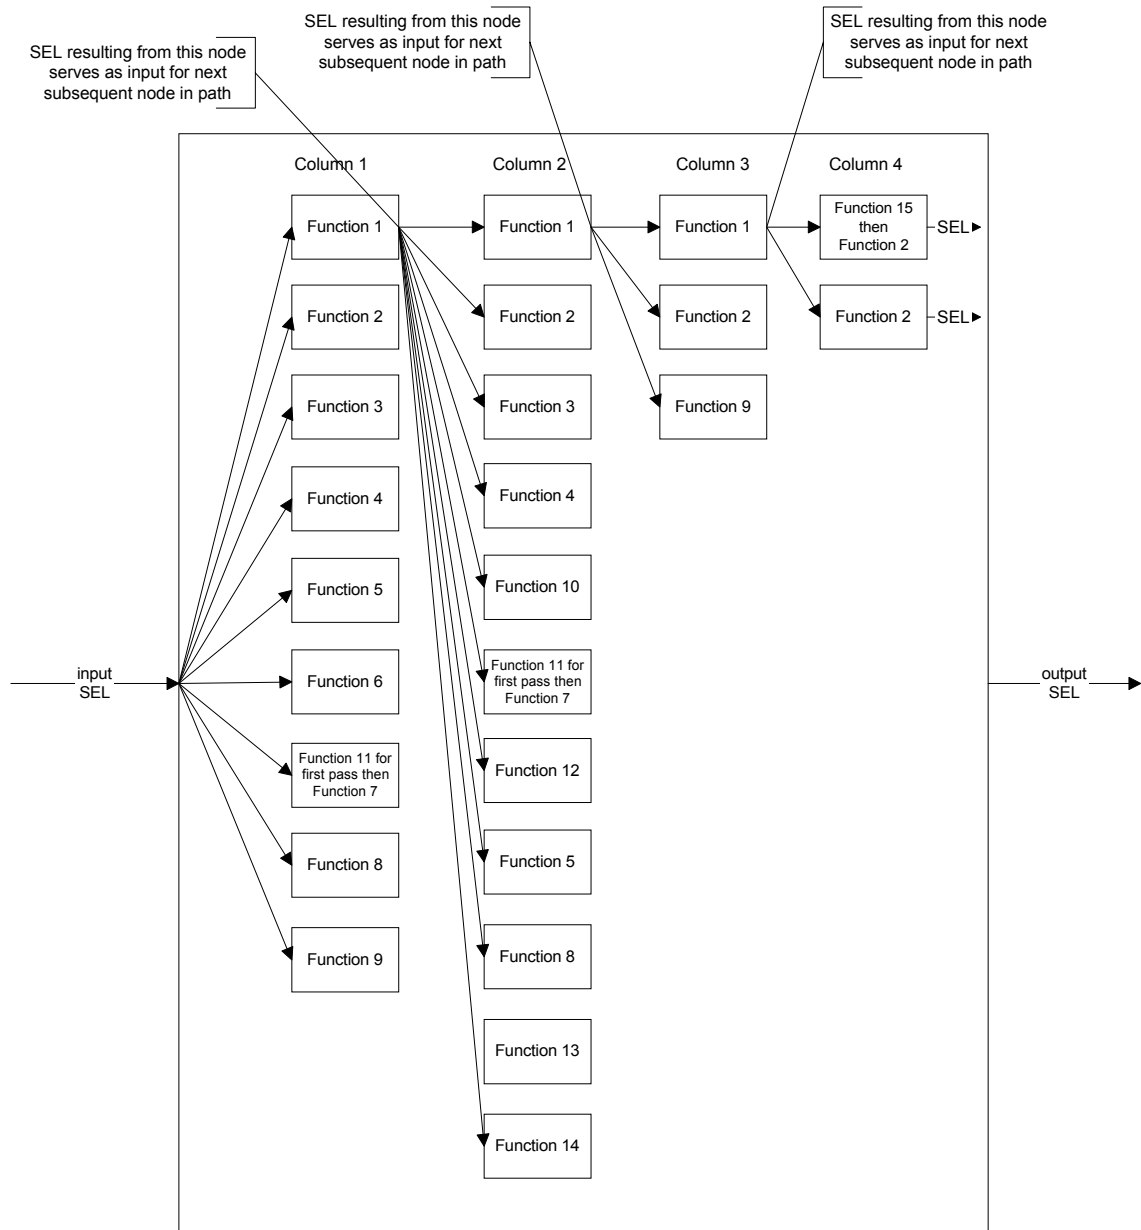 SEL resulting from this node
serves as input for next
subsequent node in path
SEL resulting from this node
serves as input for next
subsequent node in path
SEL resulting from this node
serves as input for next
subsequent node in path
Column 1
Column 2
Column 3
Column 4
Function 1
Function 2
Function 3
Function 4
Function 5
Function 6
Function 11 for
first pass then
Function 7
Function 8
Function 9
Function 1
Function 2
Function 3
Function 4
Function 10
Function 11 for
first pass then
Function 7
Function 12
Function 5
Function 8
Function 13
Function 14
Function 1
Function 2
Function 9
Function 15
then
Function 2
SEL
Function 2
SEL
input
SEL
output
SEL